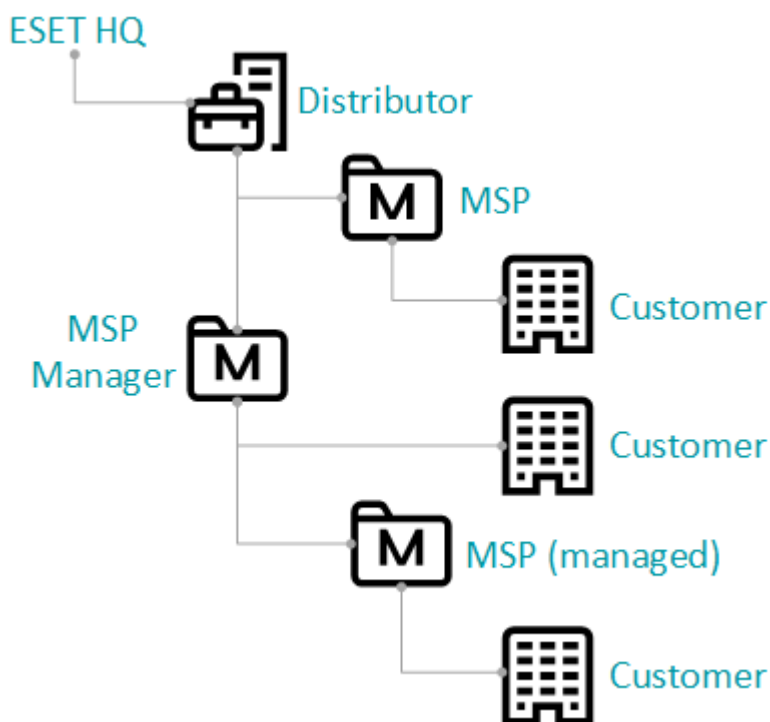 ESET HQ
Distributor
M
MSP
Customer
MSP
Manager
M
Customer
M
MSP (managed)
Customer